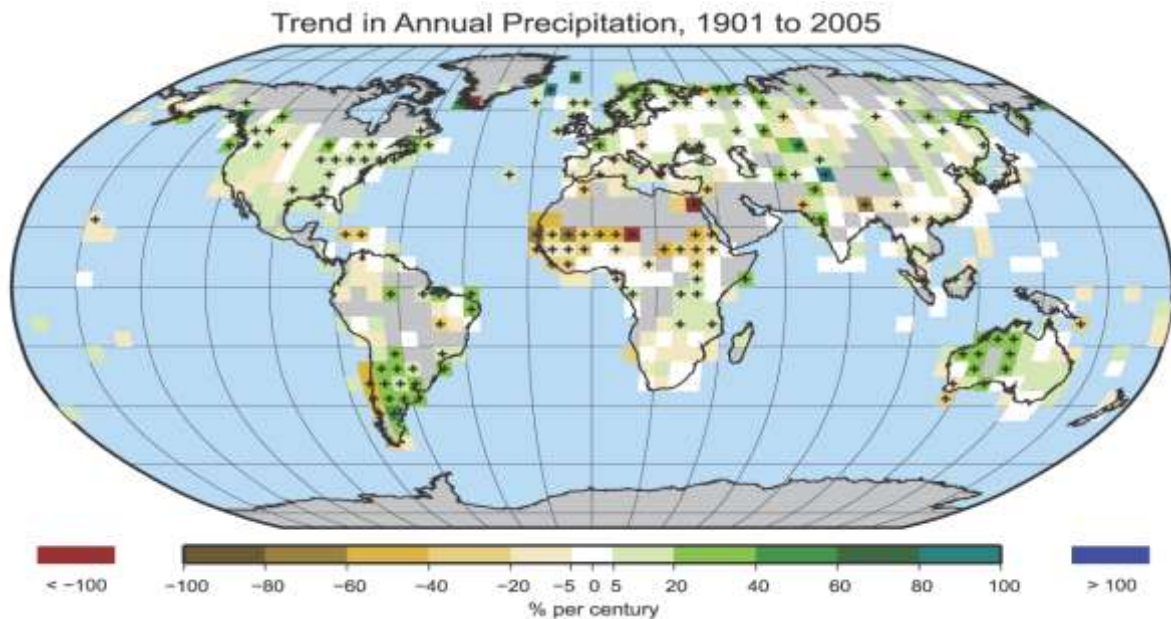 Trend in Annual Precipitation, 1901 to 2005
< −100 −100 −80 −60 −40 −20 −5 0 5 20 40 60 80 100 > 100
% per century